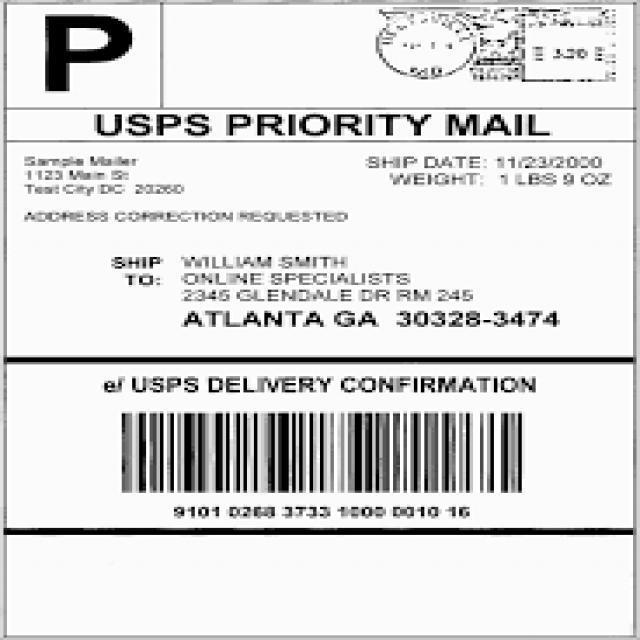 P
3.20
USPS PRIORITY MAIL
Sample Mailer
1123 Main St
Test City DC 20260
SHIP DATE: 11/23/2000
WEIGHT: 1 LBS 9 OZ
ADDRESS CORRECTION REQUESTED
SHIP TO:
WILLIAM SMITH
ONLINE SPECIALISTS
2345 GLENDALE DR RM 245
ATLANTA GA 30328-3474
e/ USPS DELIVERY CONFIRMATION
9101 0268 3733 1000 0010 16